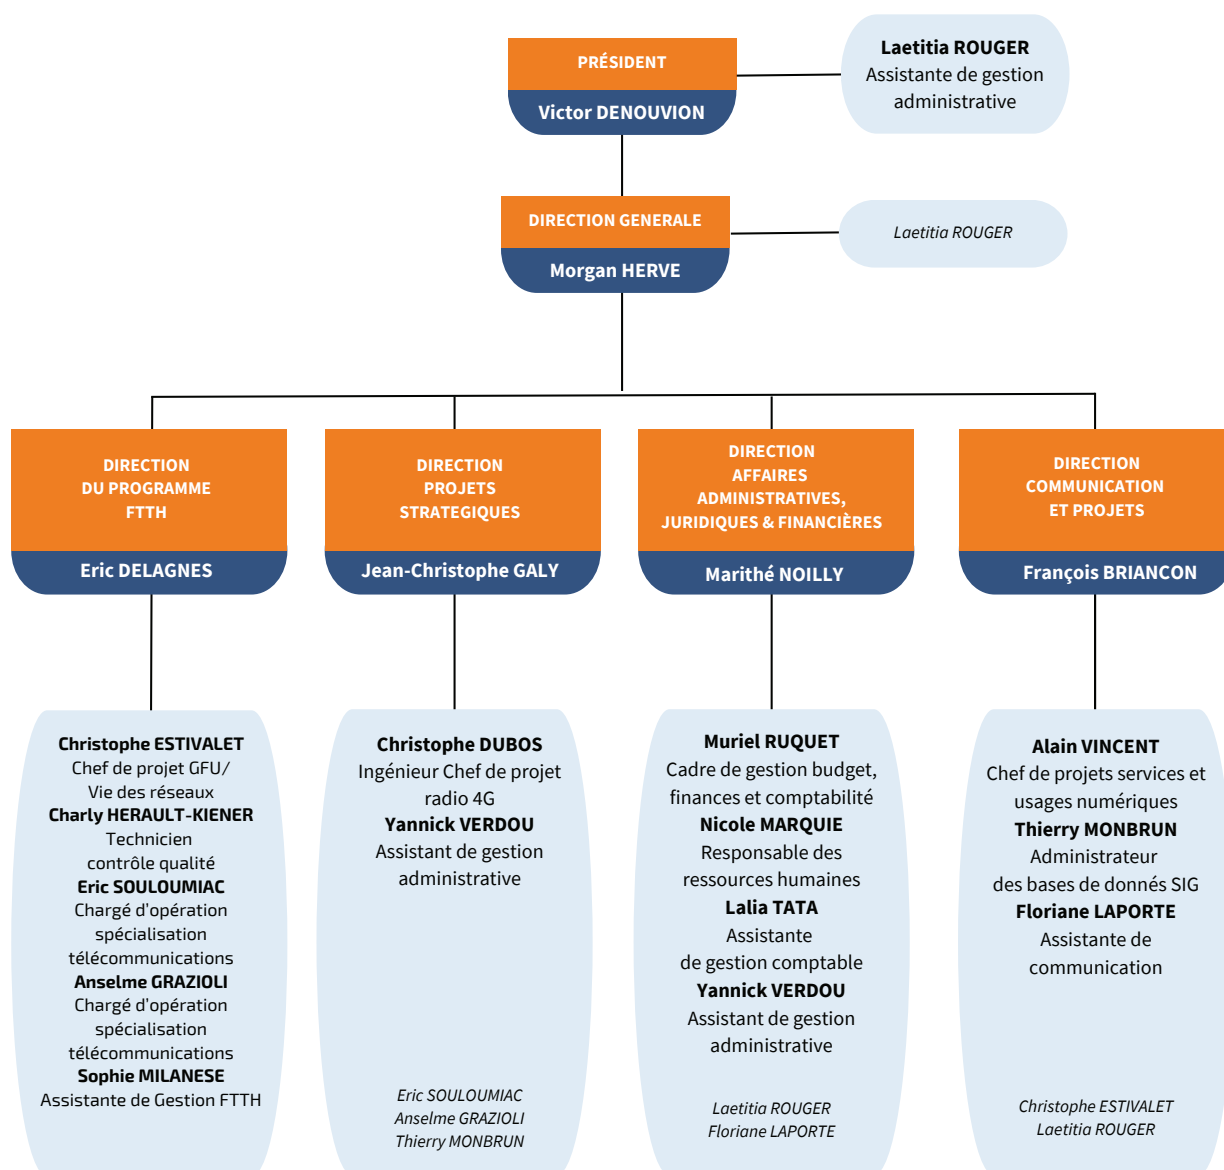 PRÉSIDENT
Victor DENOUVION
Laetitia ROUGER
Assistante de gestion
administrative
DIRECTION GENERALE
Morgan HERVE
Laetitia ROUGER
DIRECTION
DU PROGRAMME
FTTH
Eric DELAGNES
DIRECTION
PROJETS
STRATEGIQUES
Jean-Christophe GALY
DIRECTION
AFFAIRES
ADMINISTRATIVES,
JURIDIQUES & FINANCIÈRES
Marithé NOILLY
DIRECTION
COMMUNICATION
ET PROJETS
François BRIANCON
Christophe ESTIVALET
Chef de projet GFU/
Vie des réseaux
Charly HERAULT-KIENER
Technicien
contrôle qualité
Eric SOULOUMIAC
Chargé d'opération
spécialisation
télécommunications
Anselme GRAZIOLI
Chargé d'opération
spécialisation
télécommunications
Sophie MILANESE
Assistante de Gestion FTTH
Christophe DUBOS
Ingénieur Chef de projet
radio 4G
Yannick VERDOU
Assistant de gestion
administrative
Eric SOULOUMIAC
Anselme GRAZIOLI
Thierry MONBRUN
Muriel RUQUET
Cadre de gestion budget,
finances et comptabilité
Nicole MARQUIE
Responsable des
ressources humaines
Lalia TATA
Assistante
de gestion comptable
Yannick VERDOU
Assistant de gestion
administrative
Laetitia ROUGER
Floriane LAPORTE
Alain VINCENT
Chef de projets services et
usages numériques
Thierry MONBRUN
Administrateur
des bases de donnés SIG
Floriane LAPORTE
Assistante de
communication
Christophe ESTIVALET
Laetitia ROUGER